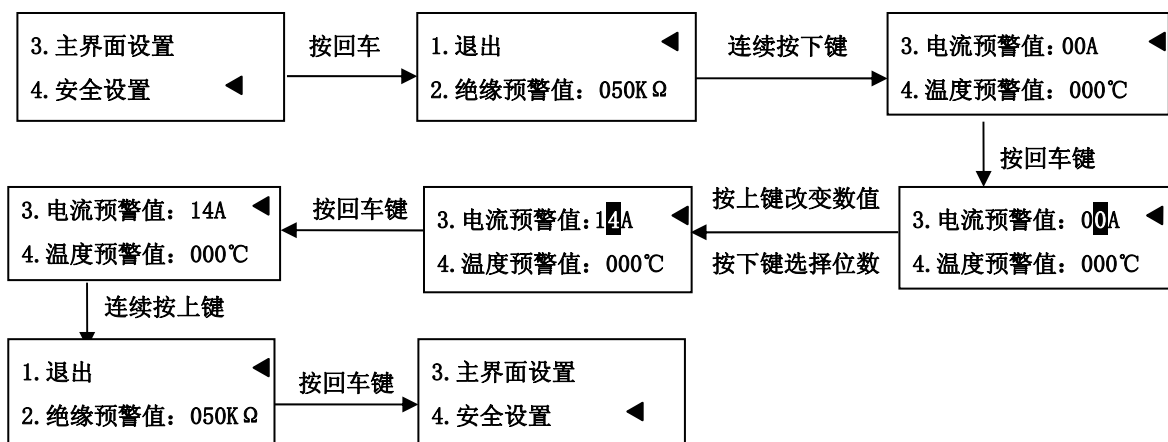 3.主界面设置
4.安全设置 ◀
按回车
1.退出 ◀
2.绝缘预警值：050KΩ
连续按下键
3.电流预警值：00A ◀
4.温度预警值：000℃
按回车键
3.电流预警值：00A ◀
4.温度预警值：000℃
按上键改变数值
按下键选择位数
3.电流预警值：14A ◀
4.温度预警值：000℃
按回车键
3.电流预警值：14A ◀
4.温度预警值：000℃
连续按上键
1.退出 ◀
2.绝缘预警值：050KΩ
按回车键
3.主界面设置
4.安全设置 ◀